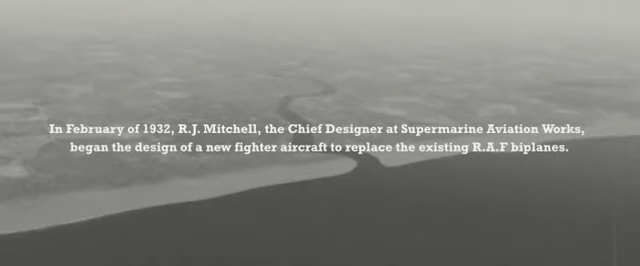 In February of 1932, R.J. Mitchell, the Chief Designer at Supermarine Aviation Works,
began the design of a new fighter aircraft to replace the existing R.A.F biplanes.